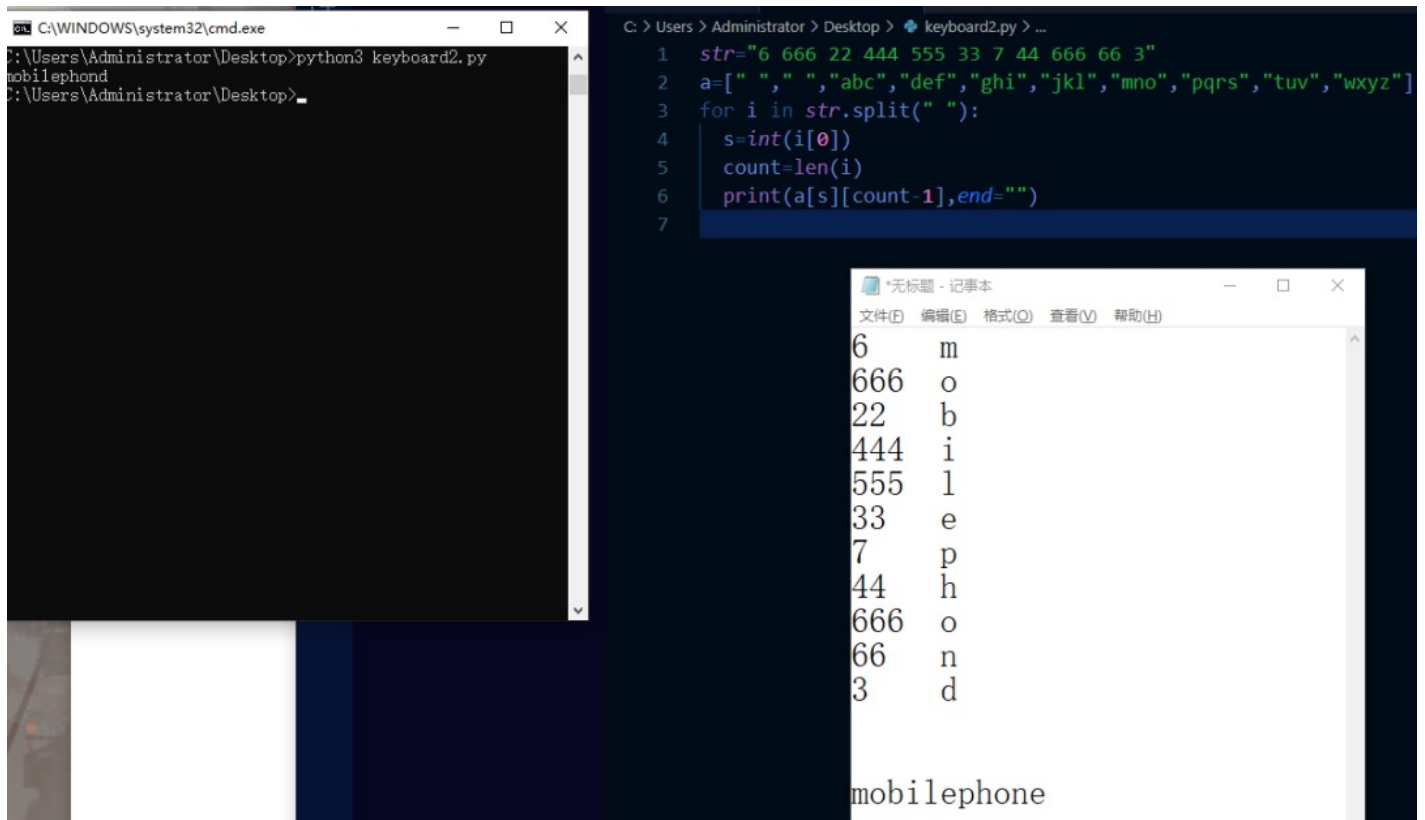 C:\WINDOWS\system32\cmd.exe
C:\Users\Administrator\Desktop>python3 keyboard2.py
mobilephond
C:\Users\Administrator\Desktop>
C: > Users > Administrator > Desktop > keyboard2.py > ...
1 str="6 666 22 444 555 33 7 44 666 66 3"
2 a=[" "," ","abc","def","ghi","jkl","mno","pqrs","tuv","wxyz"]
3 for i in str.split(" "):
4 s=int(i[0])
5 count=len(i)
6 print(a[s][count-1],end="")
7
*无标题 - 记事本
文件(F) 编辑(E) 格式(O) 查看(V) 帮助(H)
6 m
666 o
22 b
444 i
555 l
33 e
7 p
44 h
666 o
66 n
3 d
mobilephone